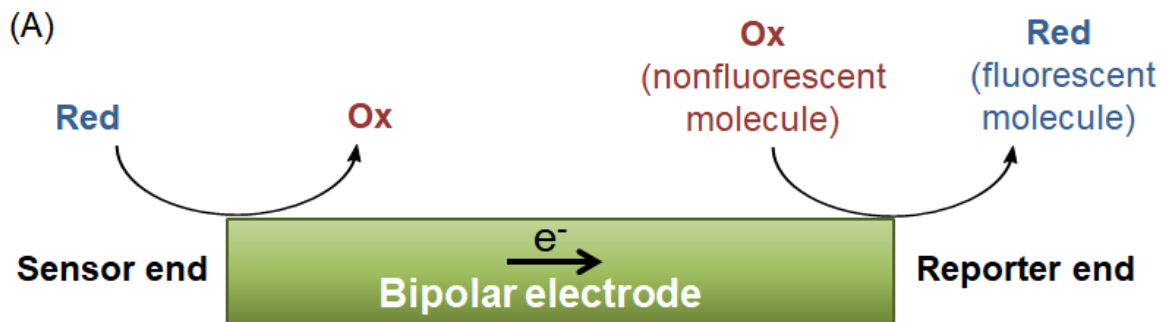 (A)
Ox
(nonfluorescent
molecule)
Red
(fluorescent
molecule)
Red
Ox
e-
Sensor end
Bipolar electrode
Reporter end